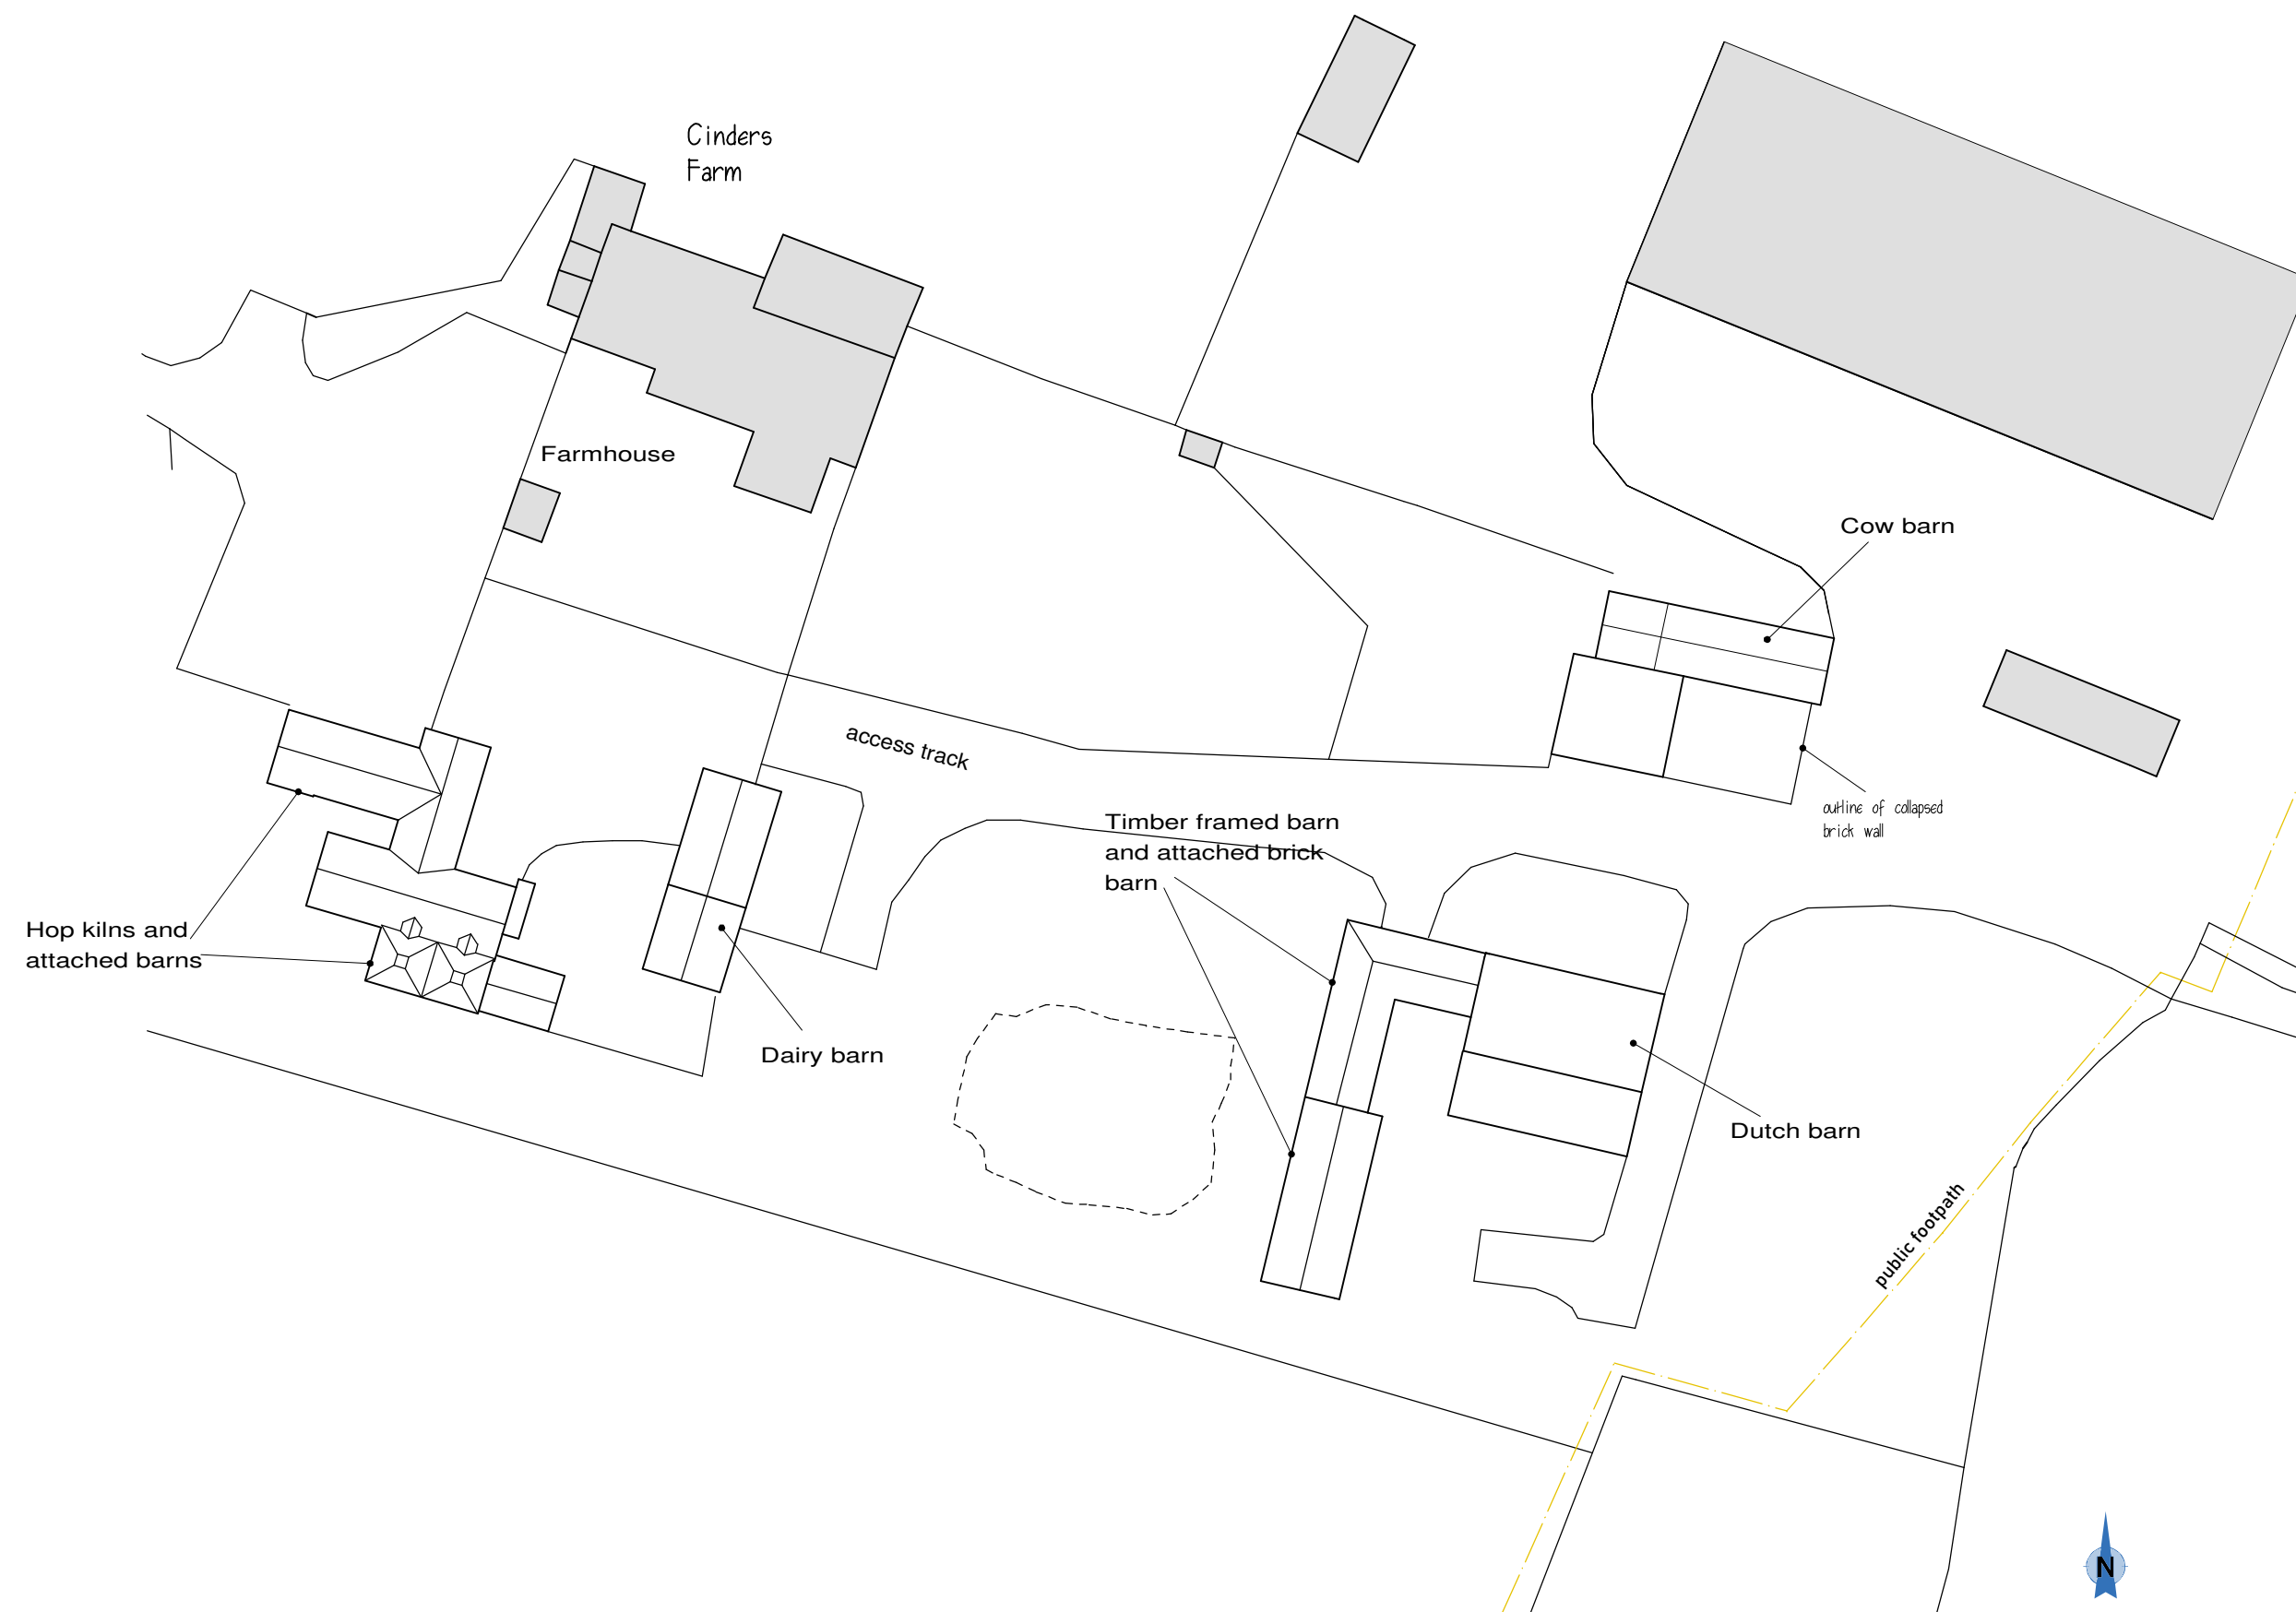 Cinders
Farm
Farmhouse
Cow barn
access track
outline of collapsed
brick wall
Timber framed barn
and attached brick
barn
Hop kilns and
attached barns
Dairy barn
Dutch barn
public footpath
N